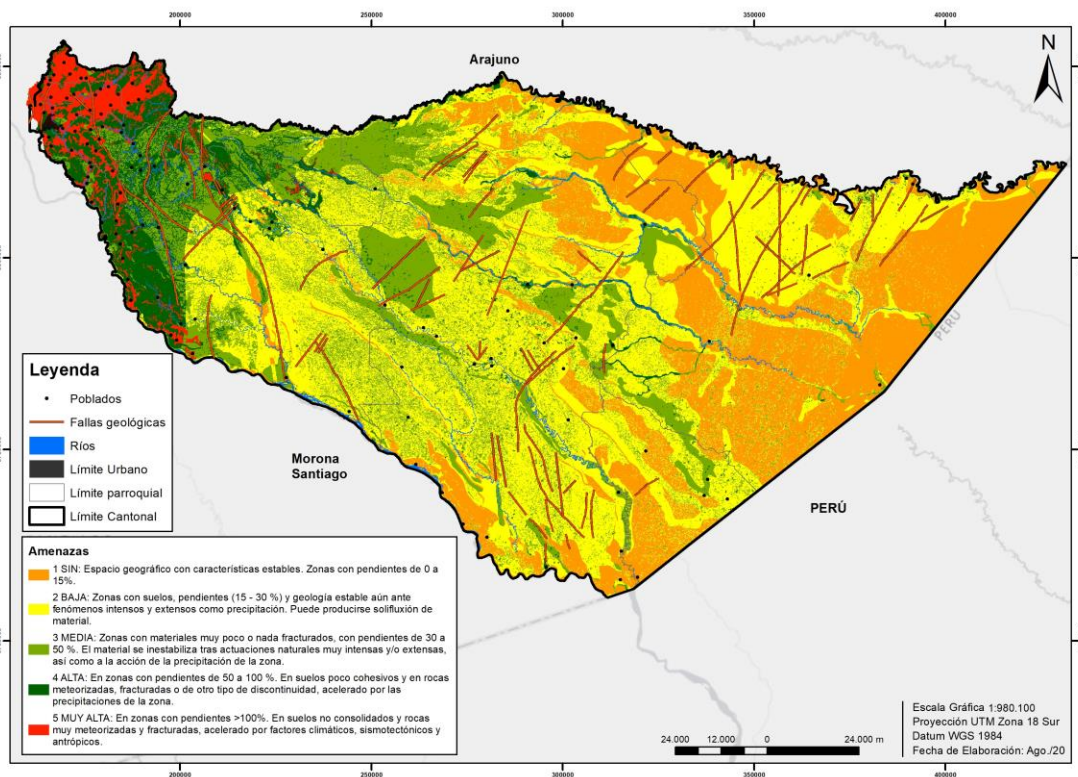 200000 250000 300000 350000 400000
N
Arajuno
PERÚ
Morona
Santiago
PERÚ
Leyenda
Poblados
Fallas geológicas
Ríos
Límite Urbano
Límite parroquial
Límite Cantonal
Amenazas
1 SIN: Espacio geográfico con características estables. Zonas con pendientes de 0 a
15%.
2 BAJA: Zonas con suelos, pendientes (15 - 30 %) y geología estable aún ante
fenómenos intensos y extensos como precipitación. Puede producirse solifluxión de
material.
3 MEDIA: Zonas con materiales muy poco o nada fracturados, con pendientes de 30 a
50 %. El material se inestabiliza tras actuaciones naturales muy intensas y/o extensas,
así como a la acción de la precipitación de la zona.
4 ALTA: En zonas con pendientes de 50 a 100 %. En suelos poco cohesivos y en rocas
meteorizadas, fracturadas o de otro tipo de discontinuidad, acelerado por las
precipitaciones de la zona.
5 MUY ALTA: En zonas con pendientes >100%. En suelos no consolidados y rocas
muy meteorizadas y fracturadas, acelerado por factores climáticos, sismotectónicos y
antrópicos.
24.000 12.000 0 24.000 m
Escala Gráfica 1:980.100
Proyección UTM Zona 18 Sur
Datum WGS 1984
Fecha de Elaboración: Ago./20
200000 250000 300000 350000 400000